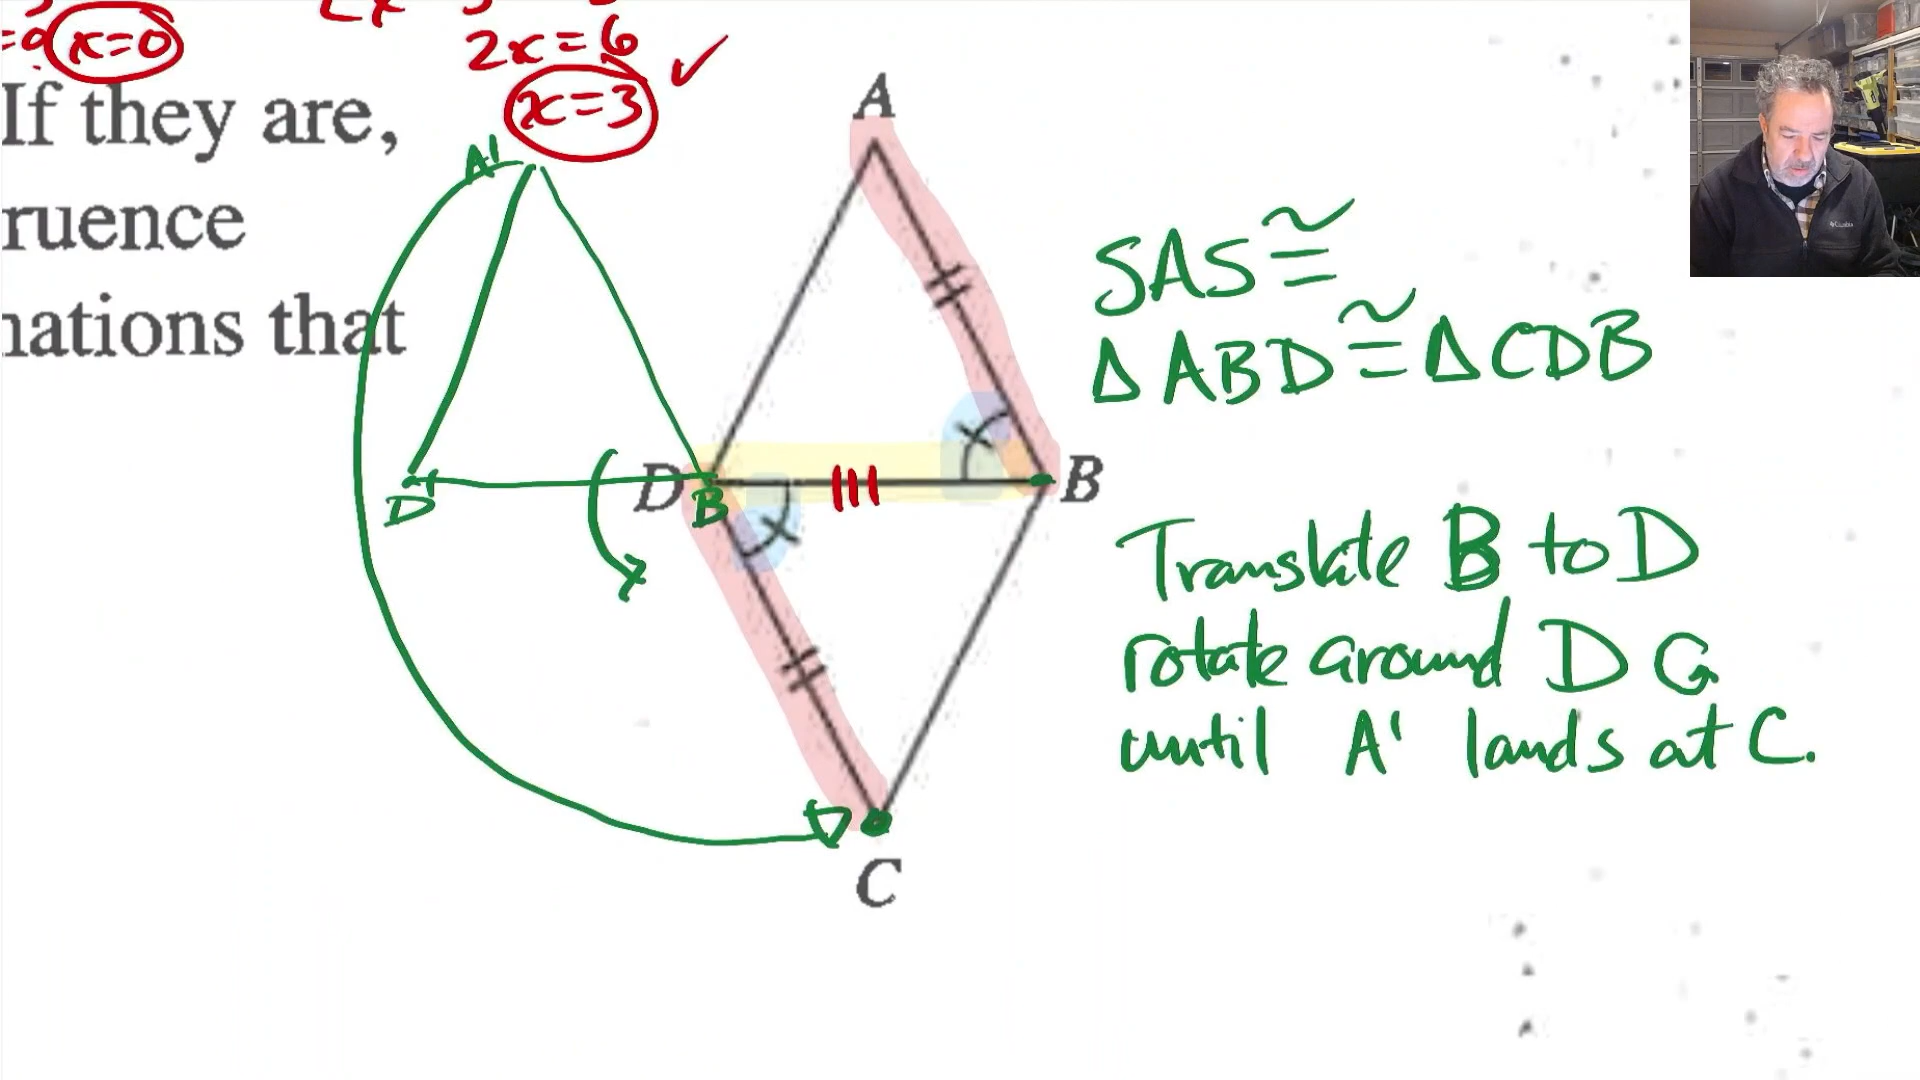 x=0
2x=6 ✓
x=3
If they are,
ruence
nations that
A'
D'
B
A
D
B
C
SAS ≅
△ABD ≅ △CDB
Translate B to D
rotate around D ↺
until A' lands at C.
Columbia